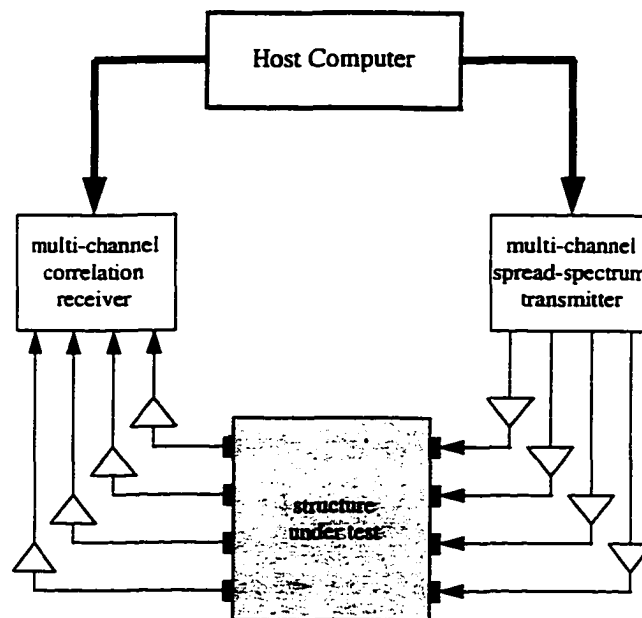 Host Computer
multi-channel
correlation
receiver
multi-channel
spread-spectrum
transmitter
structure
under test